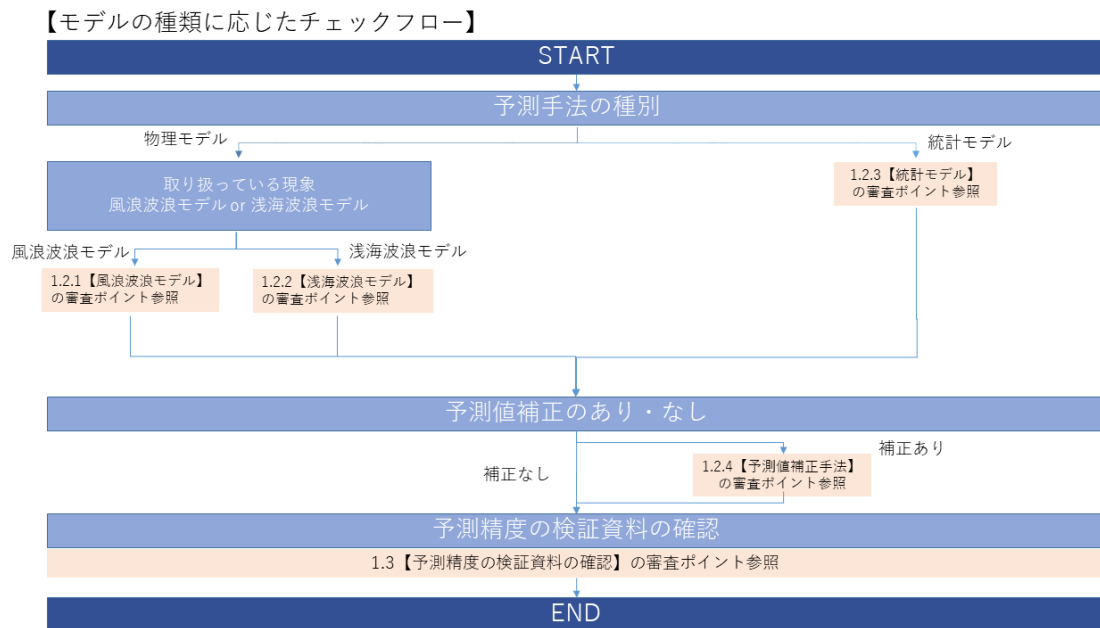 【モデルの種類に応じたチェックフロー】
START
予測手法の種別
物理モデル
統計モデル
取り扱っている現象
風浪波浪モデル or 浅海波浪モデル
1.2.3【統計モデル】
の審査ポイント参照
風浪波浪モデル
浅海波浪モデル
1.2.1【風浪波浪モデル】
の審査ポイント参照
1.2.2【浅海波浪モデル】
の審査ポイント参照
予測値補正のあり・なし
補正なし
補正あり
1.2.4【予測値補正手法】
の審査ポイント参照
予測精度の検証資料の確認
1.3【予測精度の検証資料の確認】の審査ポイント参照
END